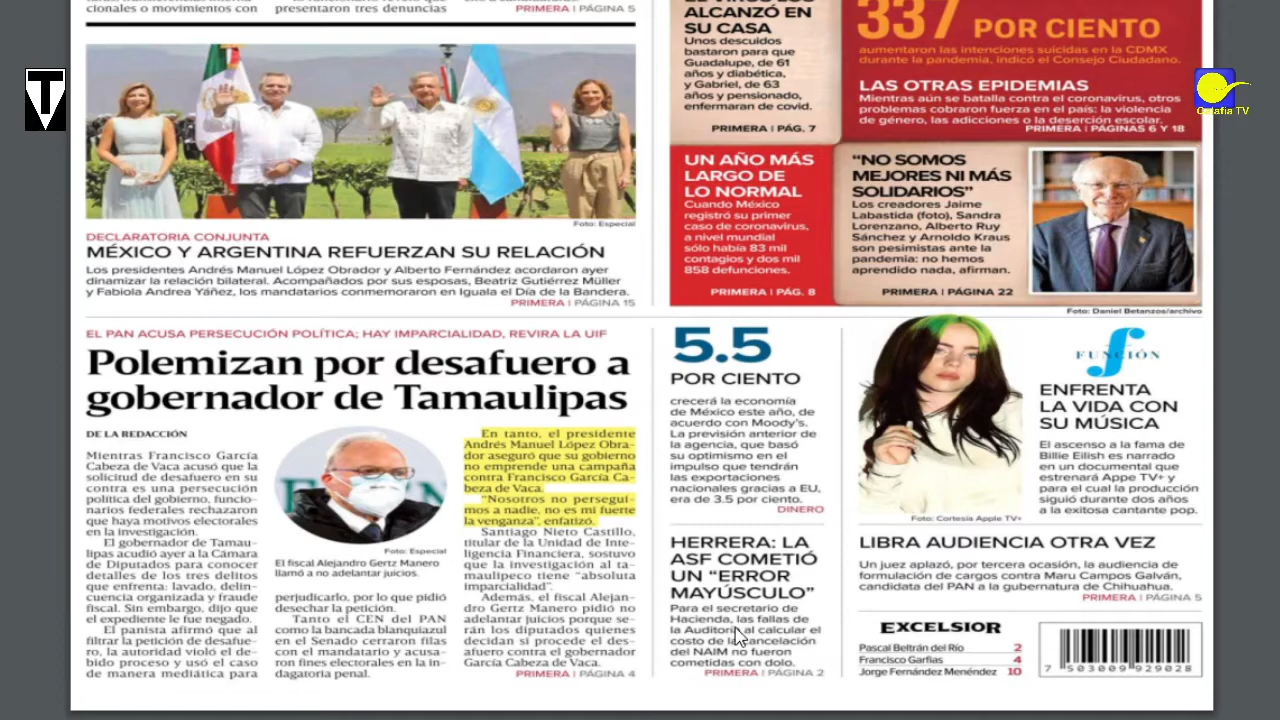 cionales o movimientos con
presentaron tres denuncias
PRIMERA | PÁGINA 5
Foto: Especial
DECLARATORIA CONJUNTA
MÉXICO Y ARGENTINA REFUERZAN SU RELACIÓN
Los presidentes Andrés Manuel López Obrador y Alberto Fernández acordaron ayer
dinamizar la relación bilateral. Acompañados por sus esposas, Beatriz Gutiérrez Müller
y Fabiola Andrea Yáñez, los mandatarios conmemoraron en Iguala el Día de la Bandera.
PRIMERA | PÁGINA 15
ALCANZÓ EN
SU CASA
Unos descuidos
bastaron para que
Guadalupe, de 61
años y diabética,
y Gabriel, de 63
años y pensionado,
enfermaran de covid.
PRIMERA | PÁG. 7
337 POR CIENTO
aumentaron las intenciones suicidas en la CDMX
durante la pandemia, indicó el Consejo Ciudadano.
LAS OTRAS EPIDEMIAS
Mientras aún se batalla contra el coronavirus, otros
problemas cobraron fuerza en el país: la violencia
de género, las adicciones o la deserción escolar.
PRIMERA | PÁGINAS 6 Y 18
UN AÑO MÁS
LARGO DE
LO NORMAL
Cuando México
registró su primer
caso de coronavirus,
a nivel mundial
sólo había 83 mil
contagios y dos mil
858 defunciones.
PRIMERA | PÁG. 8
“NO SOMOS
MEJORES NI MÁS
SOLIDARIOS”
Los creadores Jaime
Labastida (foto), Sandra
Lorenzano, Alberto Ruy
Sánchez y Arnoldo Kraus
son pesimistas ante la
pandemia: no hemos
aprendido nada, afirman.
PRIMERA | PÁGINA 22
Foto: Daniel Betanzos/archivo
EL PAN ACUSA PERSECUCIÓN POLÍTICA; HAY IMPARCIALIDAD, REVIRA LA UIF
Polemizan por desafuero a
gobernador de Tamaulipas
DE LA REDACCIÓN
Mientras Francisco García
Cabeza de Vaca acusó que la
solicitud de desafuero en su
contra es una persecución
política del gobierno, funcio-
narios federales rechazaron
que haya motivos electorales
en la investigación.
El gobernador de Tamau-
lipas acudió ayer a la Cámara
de Diputados para conocer
detalles de los tres delitos
que enfrenta: lavado, delin-
cuencia organizada y fraude
fiscal. Sin embargo, dijo que
el expediente le fue negado.
El panista afirmó que al
filtrar la petición de desafue-
ro, la autoridad violó el de-
bido proceso y usó el caso
de manera mediática para
Foto: Especial
El fiscal Alejandro Gertz Manero
llamó a no adelantar juicios.
perjudicarlo, por lo que pidió
desechar la petición.
Tanto el CEN del PAN
como la bancada blanquiazul
en el Senado cerraron filas
con el mandatario y acusa-
ron fines electorales en la in-
dagatoria penal.
En tanto, el presidente
Andrés Manuel López Obra-
dor aseguró que su gobierno
no emprende una campaña
contra Francisco García Ca-
beza de Vaca.
“Nosotros no persegui-
mos a nadie, no es mi fuerte
la venganza”, enfatizó.
Santiago Nieto Castillo,
titular de la Unidad de Inte-
ligencia Financiera, sostuvo
que la investigación al ta-
maulipeco tiene “absoluta
imparcialidad”.
Además, el fiscal Alejan-
dro Gertz Manero pidió no
adelantar juicios porque se-
rán los diputados quienes
decidan si procede el des-
afuero contra el gobernador
García Cabeza de Vaca.
PRIMERA | PÁGINA 4
5.5
POR CIENTO
crecerá la economía
de México este año, de
acuerdo con Moody’s.
La previsión anterior de
la agencia, que basó
su optimismo en el
impulso que tendrán
las exportaciones
nacionales gracias a EU,
era de 3.5 por ciento.
DINERO
HERRERA: LA
ASF COMETIÓ
UN “ERROR
MAYÚSCULO”
Para el secretario de
Hacienda, las fallas de
la Auditoría al calcular el
costo de la cancelación
del NAIM no fueron
cometidas con dolo.
PRIMERA | PÁGINA 2
Foto: Cortesía Apple TV+
FUNCIÓN
ENFRENTA
LA VIDA CON
SU MÚSICA
El ascenso a la fama de
Billie Eilish es narrado
en un documental que
estrenará Appe TV+ y
para el cual la producción
siguió durante dos años
a la exitosa cantante pop.
LIBRA AUDIENCIA OTRA VEZ
Un juez aplazó, por tercera ocasión, la audiencia de
formulación de cargos contra Maru Campos Galván,
candidata del PAN a la gubernatura de Chihuahua.
PRIMERA | PÁGINA 5
EXCELSIOR
Pascal Beltrán del Río 2
Francisco Garfias 4
Jorge Fernández Menéndez 10
7 503009 929028